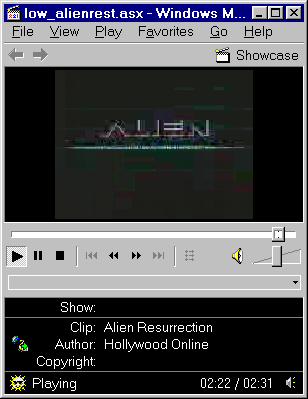 low_alienrest.asx - Windows M...
File View Play Favorites Go Help
Showcase
ALIEN
Show:
Clip: Alien Resurrection
Author: Hollywood Online
Copyright:
Playing 02:22 / 02:31